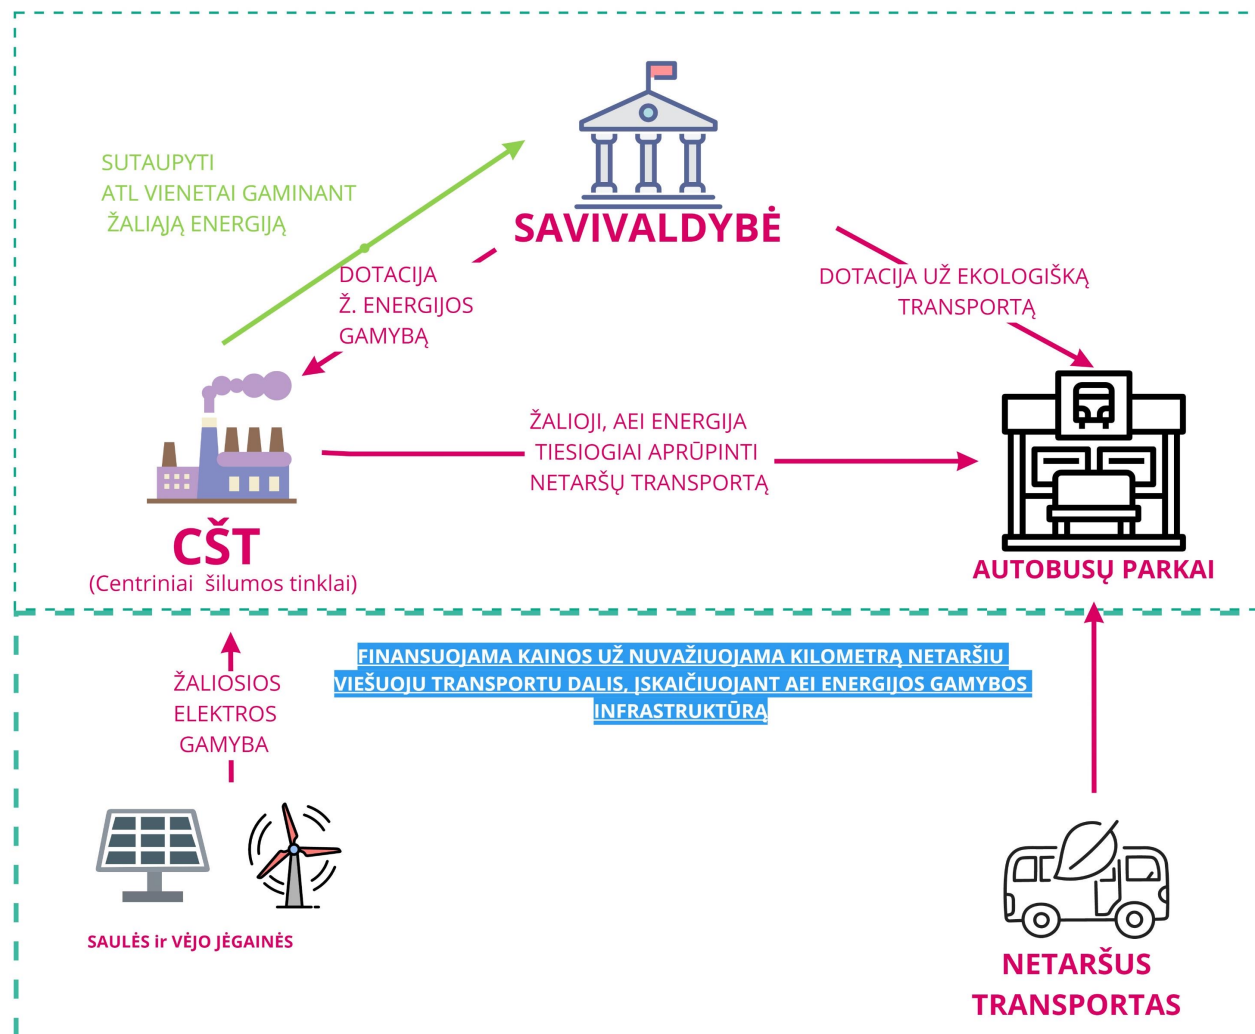 SUTAUPYTI
ATL VIENETAI GAMINANT
ŽALIĄJĄ ENERGIJĄ
SAVIVALDYBĖ
DOTACIJA
Ž. ENERGIJOS
GAMYBĄ
DOTACIJA UŽ EKOLOGIŠKĄ
TRANSPORTĄ
ŽALIOJI, AEI ENERGIJA
TIESIOGIAI APRŪPINTI
NETARŠŲ TRANSPORTĄ
CŠT
(Centriniai šilumos tinklai)
AUTOBUSŲ PARKAI
FINANSUOJAMA KAINOS UŽ NUVAŽIUOJAMA KILOMETRĄ NETARŠIU
VIEŠUOJU TRANSPORTU DALIS, ĮSKAIČIUOJANT AEI ENERGIJOS GAMYBOS
INFRASTRUKTŪRĄ
ŽALIOSIOS
ELEKTROS
GAMYBA
SAULĖS ir VĖJO JĖGAINĖS
NETARŠUS
TRANSPORTAS